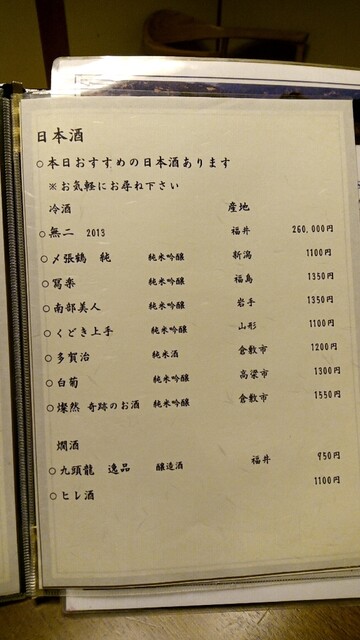 日本酒
○本日おすすめの日本酒あります
※お気軽にお尋ね下さい
冷酒 産地
○無二 2013 福井 260,000円
○〆張鶴 純 純米吟醸 新潟 1100円
○冩楽 純米吟醸 福島 1350円
○南部美人 純米吟醸 岩手 1350円
○くどき上手 純米吟醸 山形 1100円
○多賀治 純米酒 倉敷市 1200円
○白菊 純米吟醸 高梁市 1300円
○燦然 奇跡のお酒 純米吟醸 倉敷市 1550円
燗酒
○九頭龍 逸品 醸造酒 福井 950円
○ヒレ酒 1100円